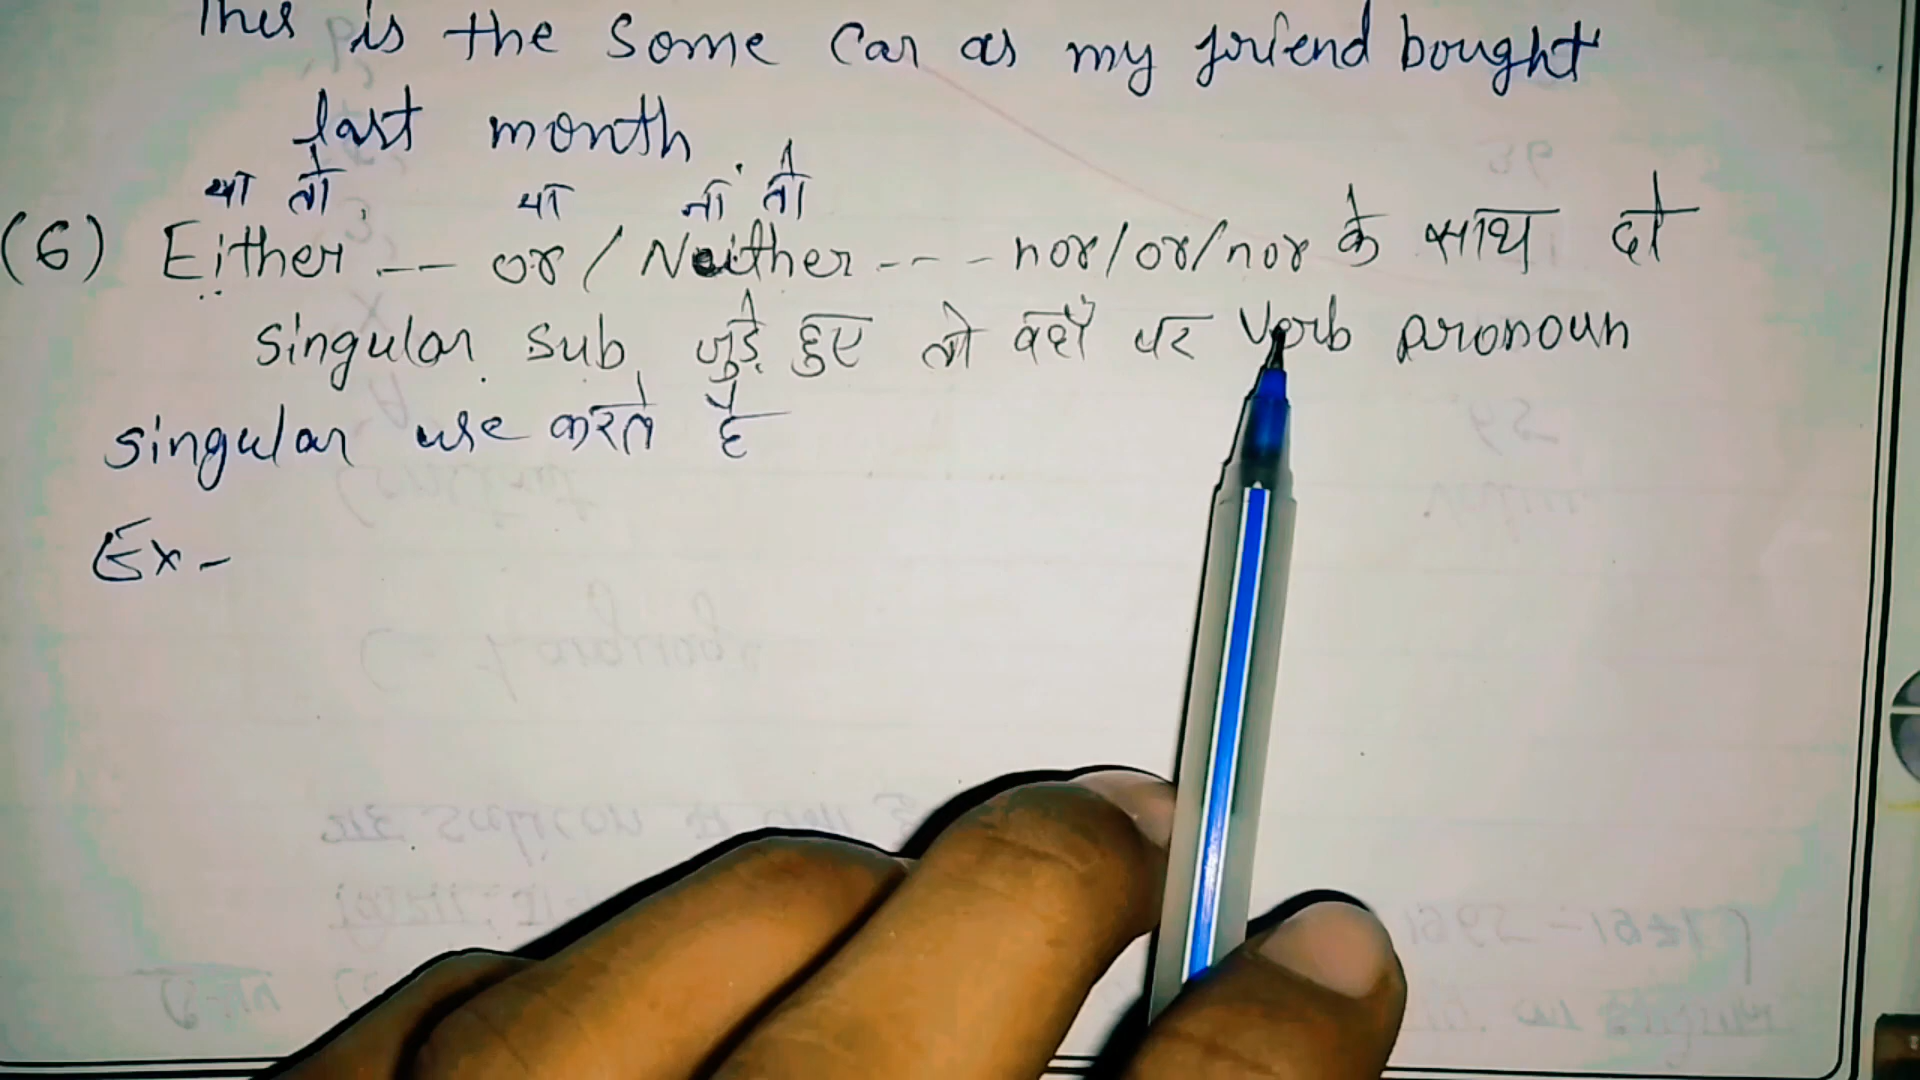 This is the Some Car as my friend bought
last month.
या तो या ना तो
(6) Either --- or / Neither --- nor/or/nor के साथ दो
singular sub जुड़े हुए तो वहाँ पर Verb pronoun
singular use करते है
Ex -